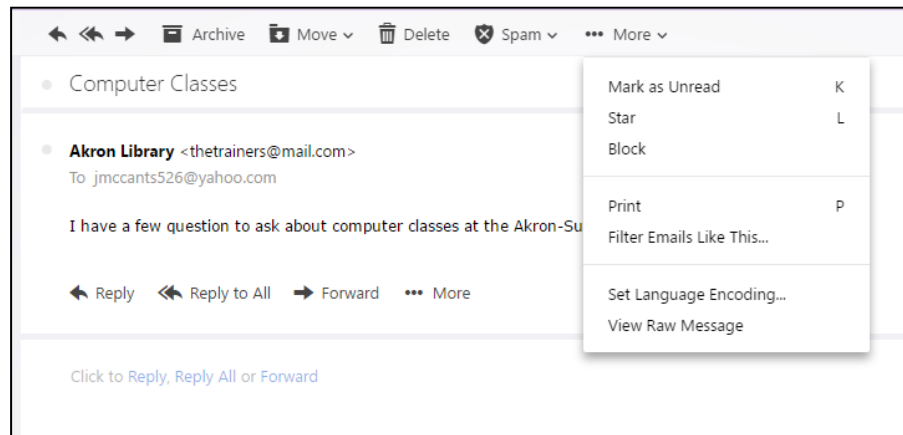 Archive Move Delete Spam ••• More
Computer Classes
Akron Library <thetrainers@mail.com>
To jmccants526@yahoo.com
I have a few question to ask about computer classes at the Akron-Su
Reply Reply to All Forward ••• More
Click to Reply, Reply All or Forward
Mark as Unread K
Star L
Block
Print P
Filter Emails Like This...
Set Language Encoding...
View Raw Message